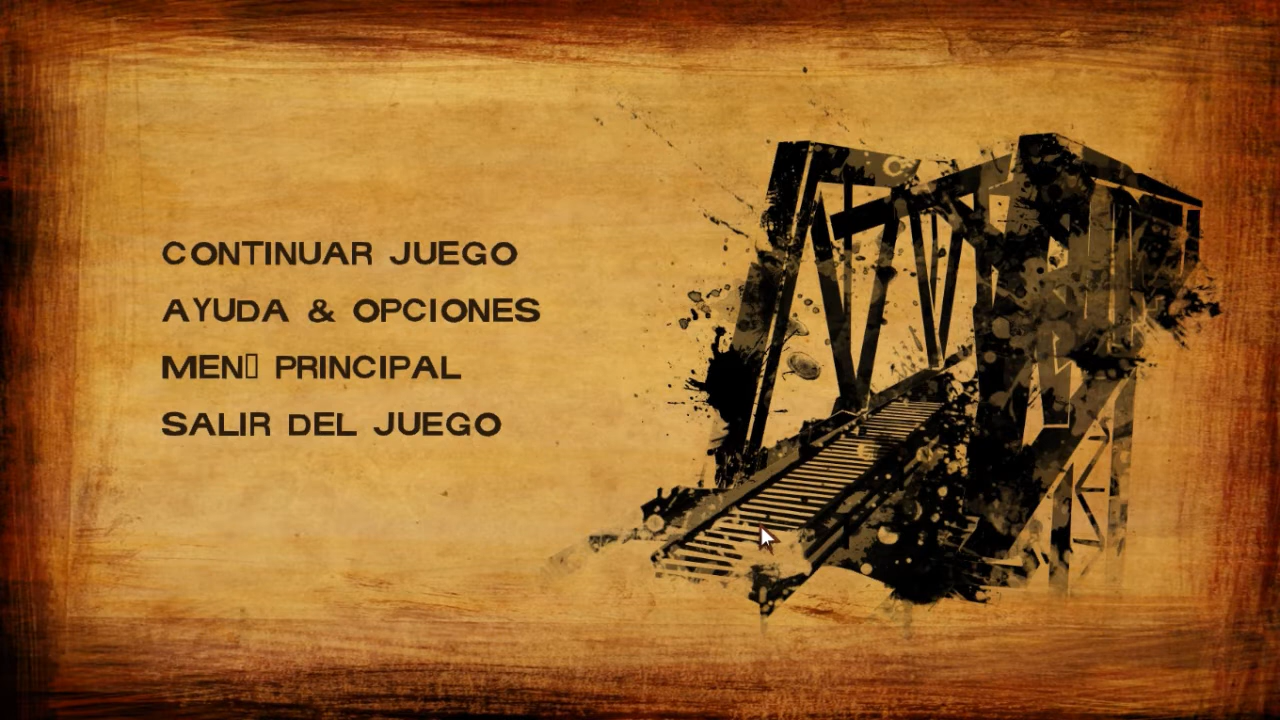 CONTINUAR JUEGO
AYUDA & OPCIONES
MEN▯ PRINCIPAL
SALIR DEL JUEGO